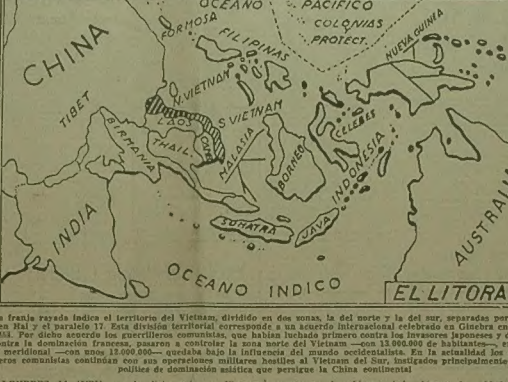 OCEANO
PACIFICO
COLONIAS
PROTECT.
FORMOSA
FILIPINAS
NUEVA GUINEA
CHINA
N. VIETNAM
S VIETNAM
TIBET
LAOS
CELEBES
BIRMANIA
THAIL.
MALASIA
BORNEO
INDONESIA
INDIA
SUMATRA
JAVA
AUSTRALI
OCEANO INDICO
EL LITORA
franja rayada indica el territorio del Vietnam, dividido en dos zonas, la del norte y la del sur, separadas por
en Hai y el paralelo 17. Esta división territorial corresponde a un acuerdo internacional celebrado en Ginebra en
Por dicho acuerdo los guerrilleros comunistas, que habían luchado primero contra los invasores japoneses y
ontra la dominación francesa, pasaron a controlar la zona norte del Vietnam —con 13.000.000 de habitantes—,
meridional —con unos 12.000.000— quedaba bajo la influencia del mundo occidentalista. En la actualidad los
eros comunistas continúan con sus operaciones militares hostiles al Vietnam del Sur, instigados principalmente
política de dominación asiática que persigue la China continental